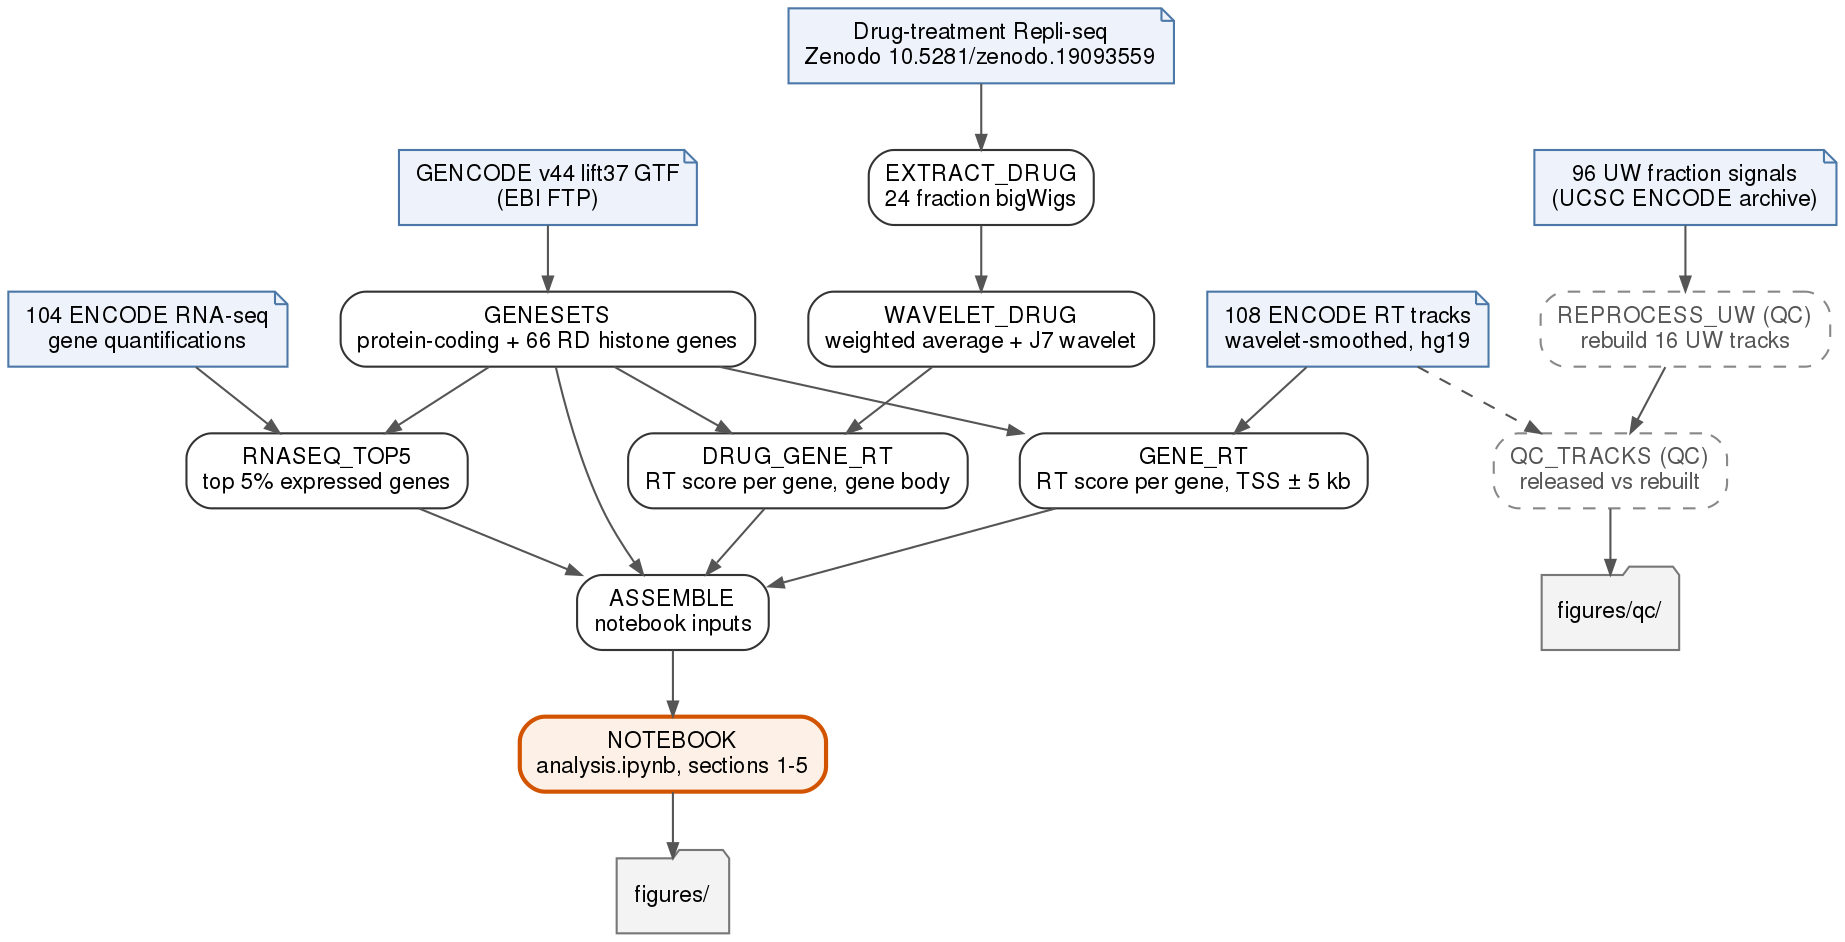 Drug-treatment Repli-seq
Zenodo 10.5281/zenodo.19093559
GENCODE v44 lift37 GTF
(EBI FTP)
EXTRACT_DRUG
24 fraction bigWigs
96 UW fraction signals
(UCSC ENCODE archive)
104 ENCODE RNA-seq
gene quantifications
GENESETS
protein-coding + 66 RD histone genes
WAVELET_DRUG
weighted average + J7 wavelet
108 ENCODE RT tracks
wavelet-smoothed, hg19
REPROCESS_UW (QC)
rebuild 16 UW tracks
RNASEQ_TOP5
top 5% expressed genes
DRUG_GENE_RT
RT score per gene, gene body
GENE_RT
RT score per gene, TSS ± 5 kb
QC_TRACKS (QC)
released vs rebuilt
ASSEMBLE
notebook inputs
figures/qc/
NOTEBOOK
analysis.ipynb, sections 1-5
figures/